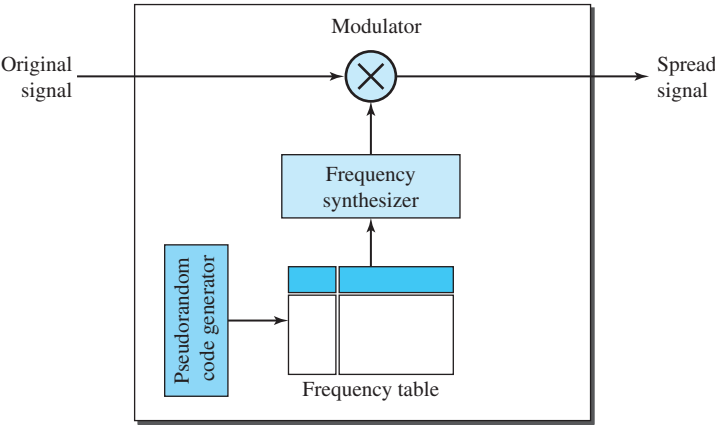 Modulator
Original
signal
Spread
signal
Frequency
synthesizer
Pseudorandom
code generator
Frequency table